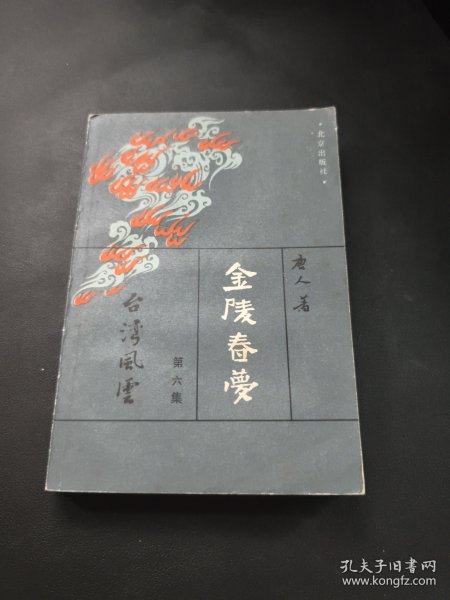 •北京出版社•
唐人著
金陵春夢
第六集
台灣風雲
孔夫子旧书网
www.kongfz.com